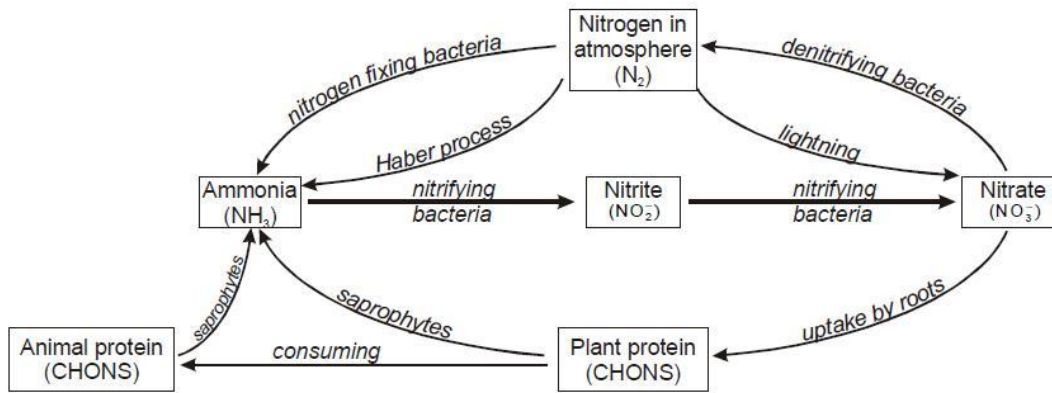 Nitrogen in
atmosphere
(N₂)
nitrogen fixing bacteria
denitrifying bacteria
Haber process
lightning
Ammonia
(NH₃)
nitrifying
bacteria
Nitrite
(NO₂⁻)
nitrifying
bacteria
Nitrate
(NO₃⁻)
saprophytes
saprophytes
uptake by roots
Animal protein
(CHONS)
consuming
Plant protein
(CHONS)